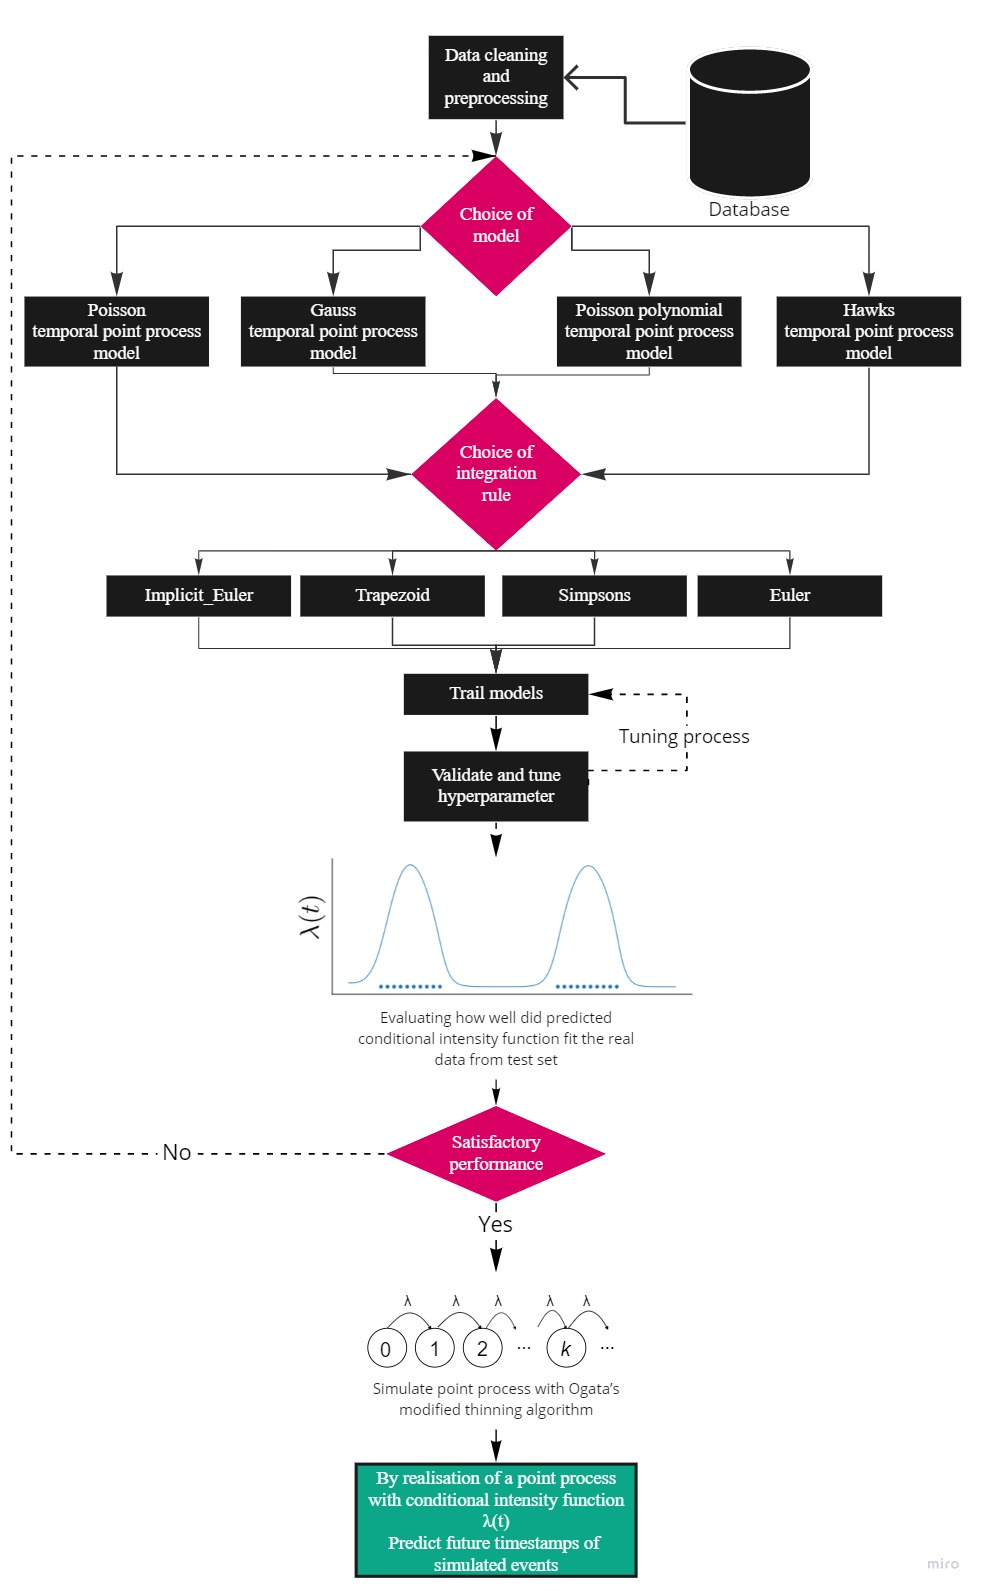 Data cleaning
and
preprocessing
Database
Choice of
model
Poisson
temporal point process
model
Gauss
temporal point process
model
Poisson polynomial
temporal point process
model
Hawks
temporal point process
model
Choice of
integration
rule
Implicit_Euler
Trapezoid
Simpsons
Euler
Trail models
Tuning process
Validate and tune
hyperparameter
λ(t)
Evaluating how well did predicted
conditional intensity function fit the real
data from test set
Satisfactory
performance
No
Yes
λ λ λ λ λ
0 1 2 ... k ...
Simulate point process with Ogata’s
modified thinning algorithm
By realisation of a point process
with conditional intensity function
λ(t)
Predict future timestamps of
simulated events
miro